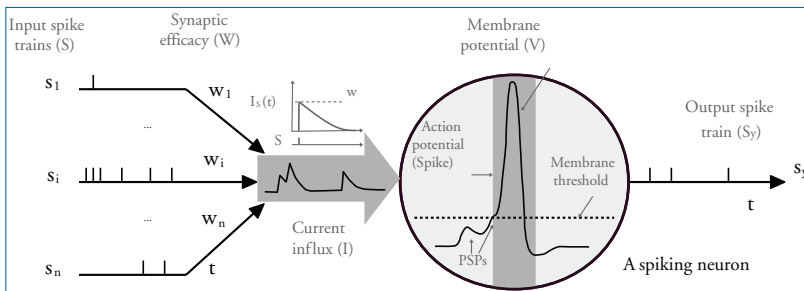 Input spike
trains (S)
Synaptic
efficacy (W)
Membrane
potential (V)
s1
w1
Is(t)
w
S
...
si
wi
...
wn
sn
t
Current
influx (I)
Action
potential
(Spike)
Membrane
threshold
PSPs
A spiking neuron
Output spike
train (Sy)
sy
t